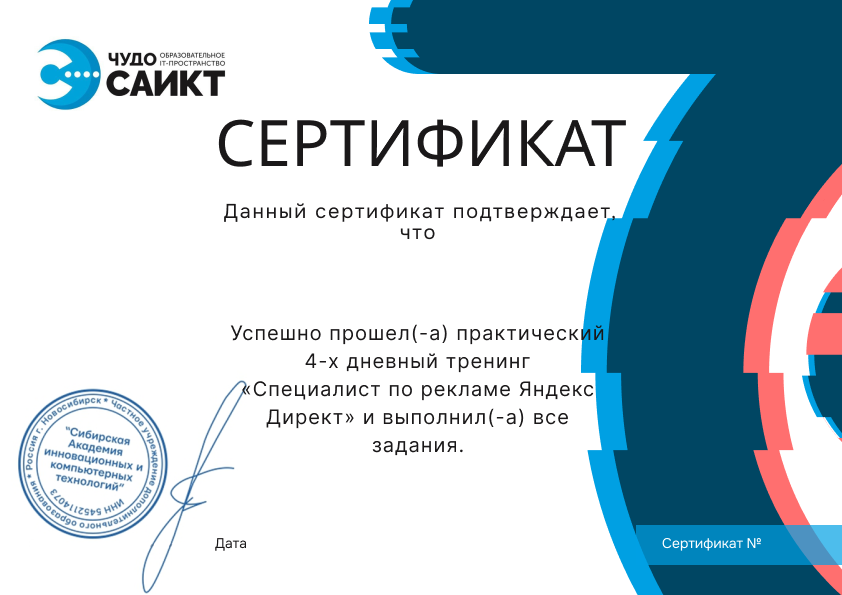 ЧУДО ОБРАЗОВАТЕЛЬНОЕ
IT-ПРОСТРАНСТВО
САИКТ
СЕРТИФИКАТ
Данный сертификат подтверждает,
что
Успешно прошел(-а) практический
4-х дневный тренинг
«Специалист по рекламе Яндекс
Директ» и выполнил(-а) все
задания.
Россия г. Новосибирск * Частное учреждение дополнительного образования *
"Сибирская
Академия
инновационных и
компьютерных
технологий"
ИНН 5452114073
Дата
Сертификат №